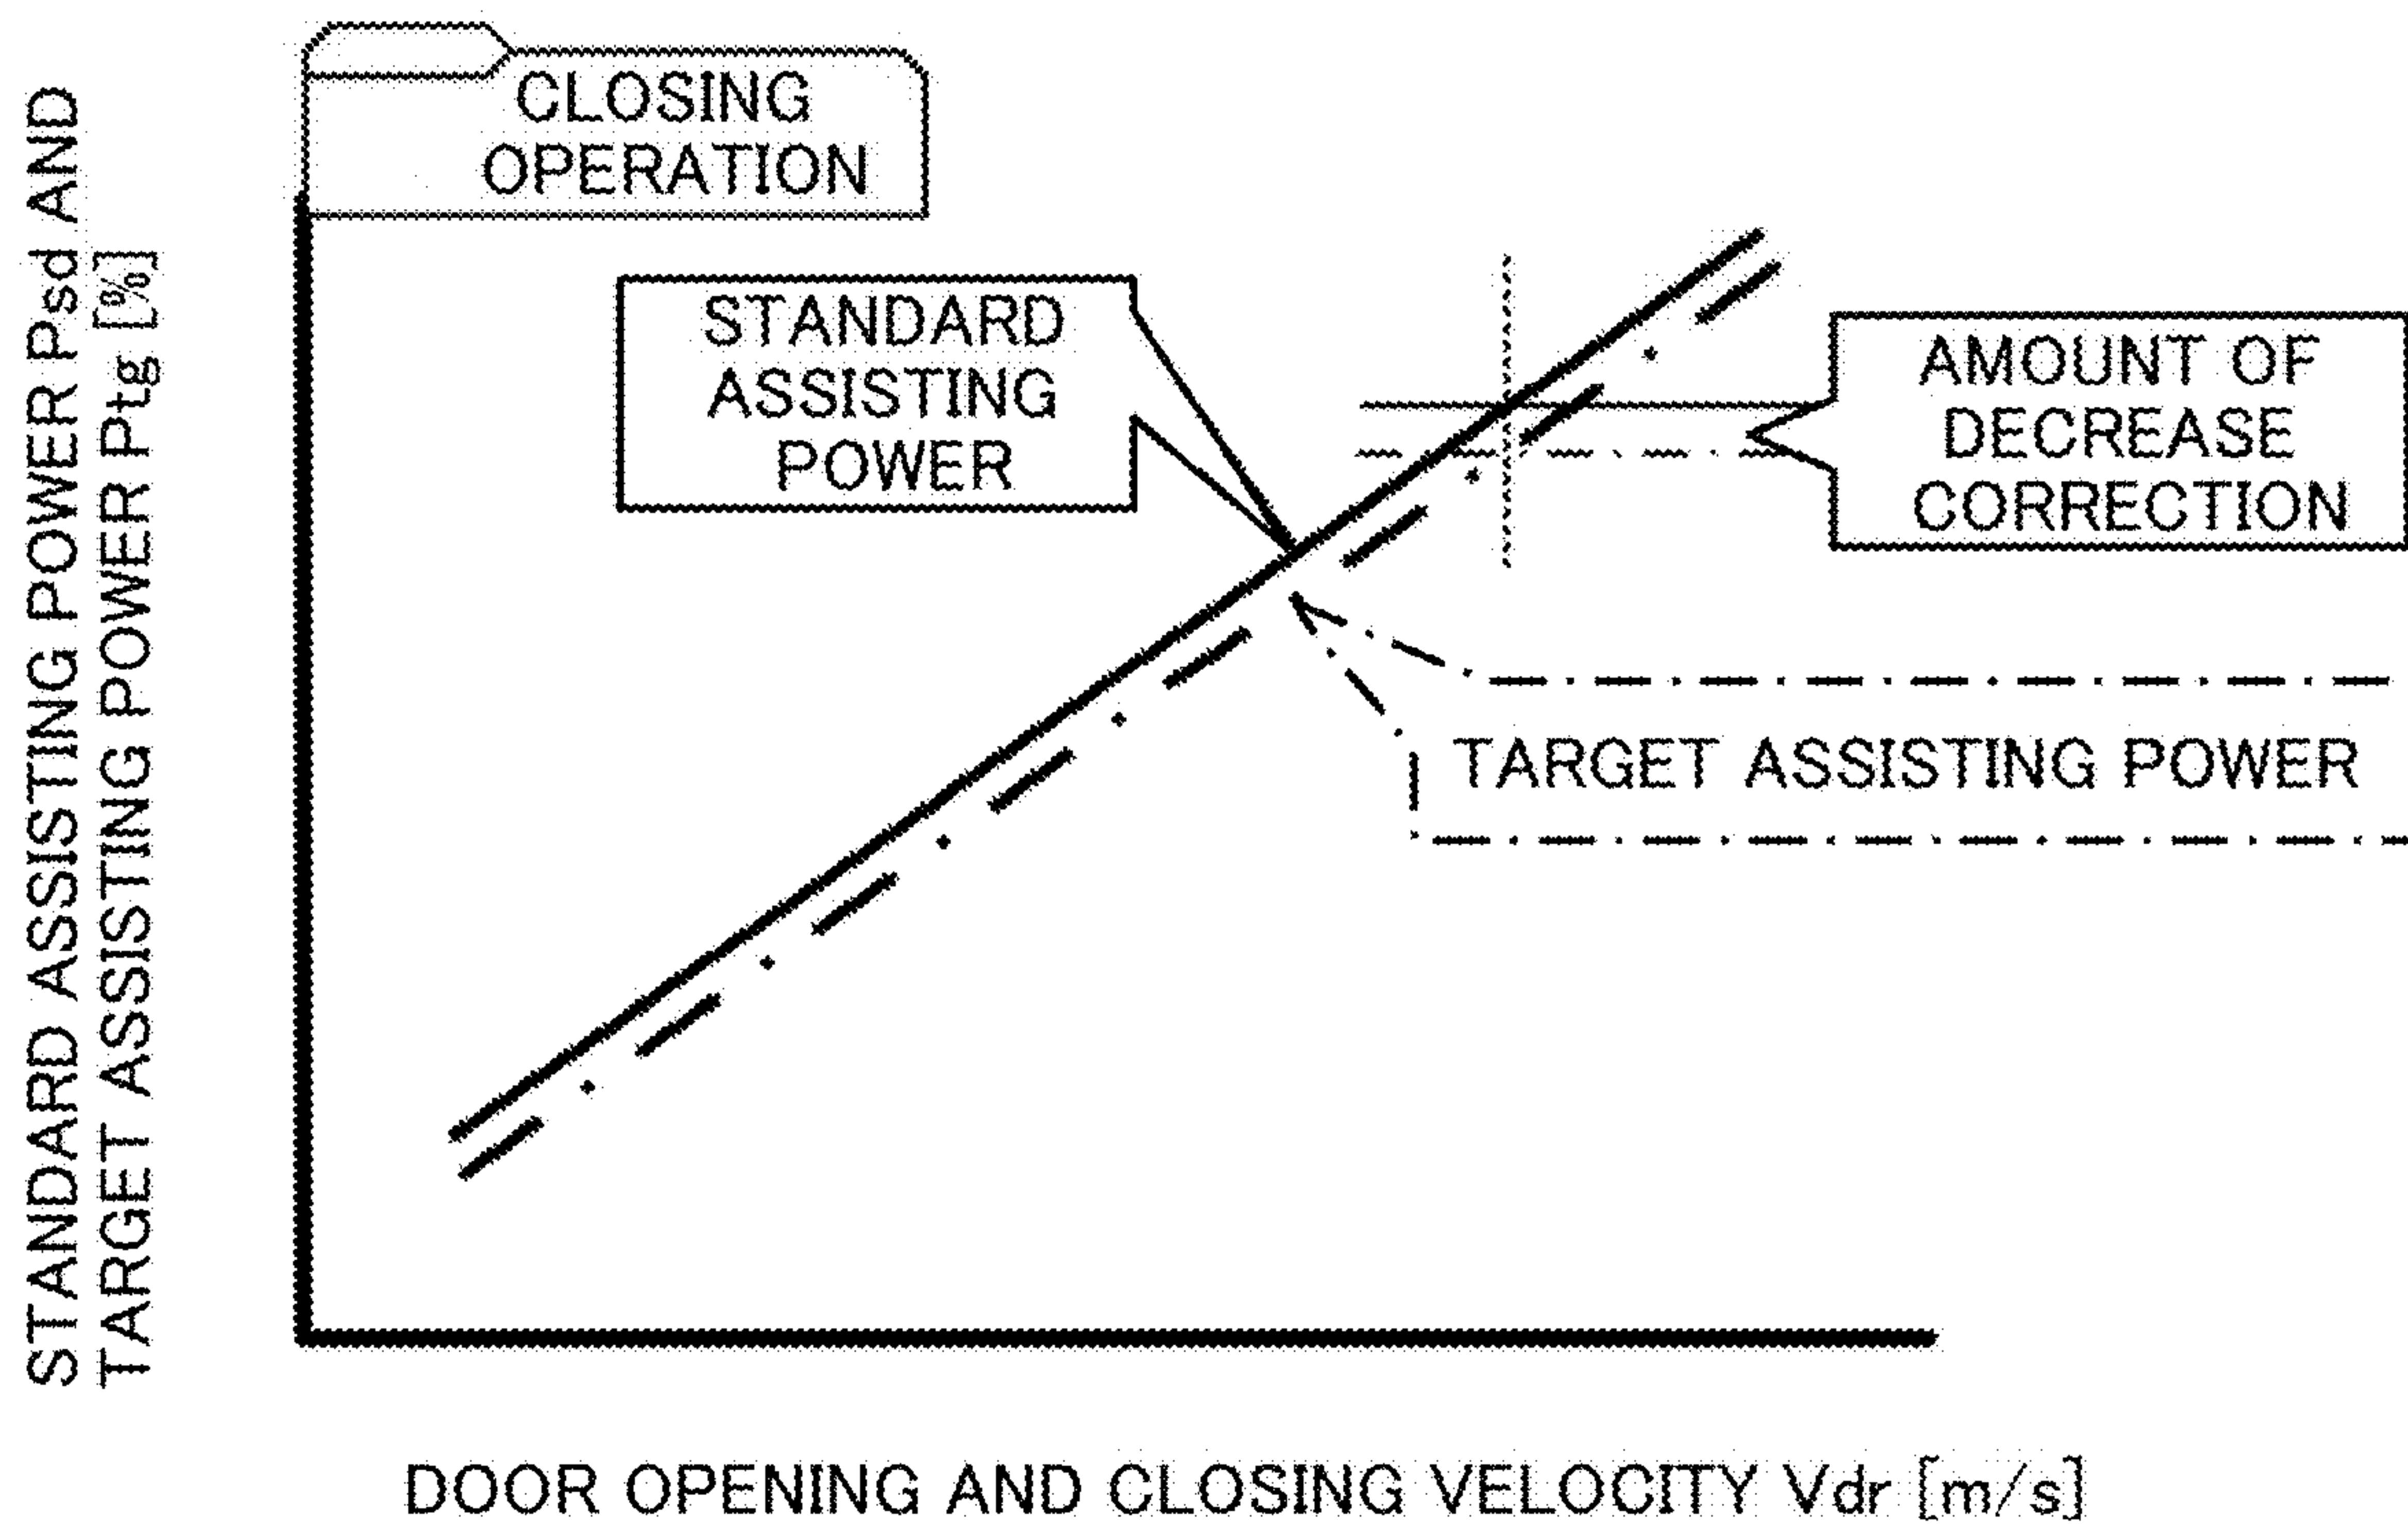 CLOSING
OPERATION
STANDARD ASSISTING POWER Psd AND
TARGET ASSISTING POWER Ptg [%]
STANDARD
ASSISTING
POWER
AMOUNT OF
DECREASE
CORRECTION
TARGET ASSISTING POWER
DOOR OPENING AND CLOSING VELOCITY Vdr [m/s]